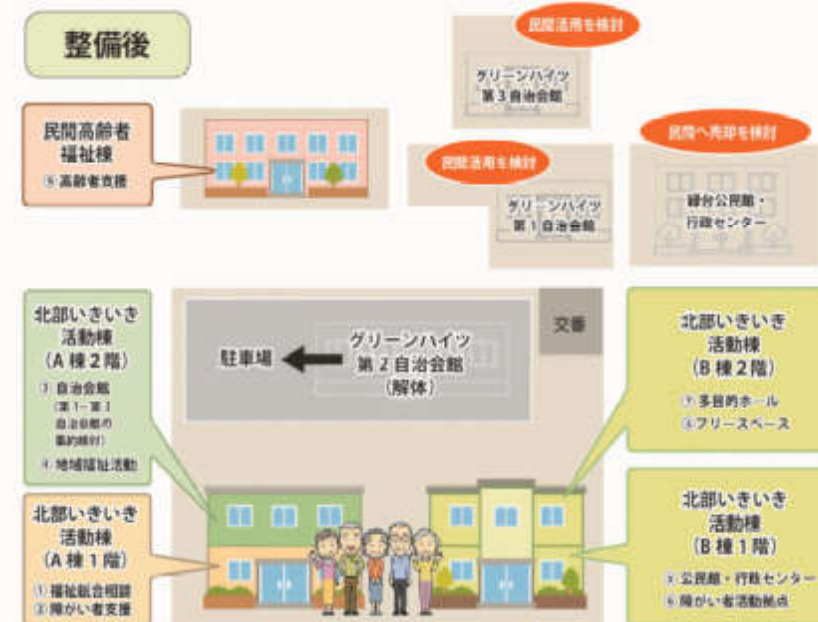 整備後
民間活用を検討
グリーンハイツ
第3自治会館
民間高齢者
福祉棟
高齢者支援
民間活用を検討
グリーンハイツ
第1自治会館
民間へ売却を検討
緑台公民館・
行政センター
北部いきいき
活動棟
(A棟2階)
③ 自治会館
自治会館の
集約検討)
④ 地域福祉活動
駐車場
グリーンハイツ
第2自治会館
(解体)
交番
北部いきいき
活動棟
(B棟2階)
⑦ 多目的ホール
⑧フリースペース
北部いきいき
活動棟
(A棟1階)
① 福祉総合相談
② 障がい者支援
北部いきいき
活動棟
(B棟1階)
⑤ 公民館・行政センター
⑥ 障がい者活動拠点